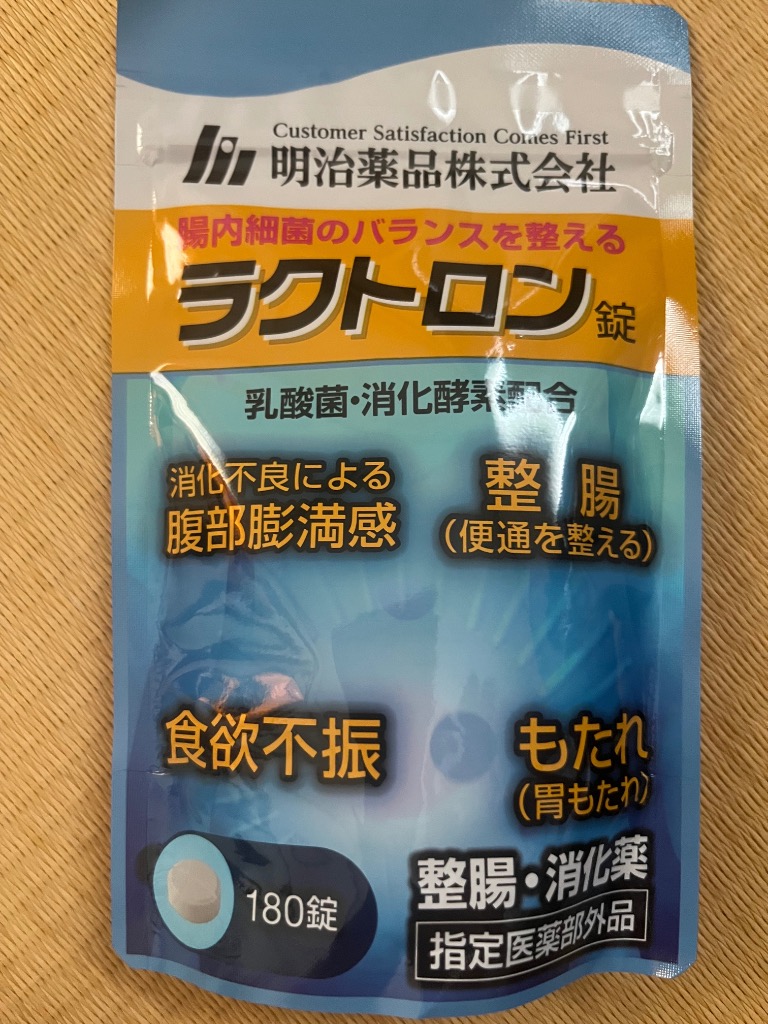 Customer Satisfaction Comes First
明治薬品株式会社
腸内細菌のバランスを整える
ラクトロン錠
乳酸菌・消化酵素配合
消化不良による
腹部膨満感
整腸
(便通を整える)
食欲不振
もたれ
(胃もたれ)
180錠
整腸・消化薬
指定医薬部外品